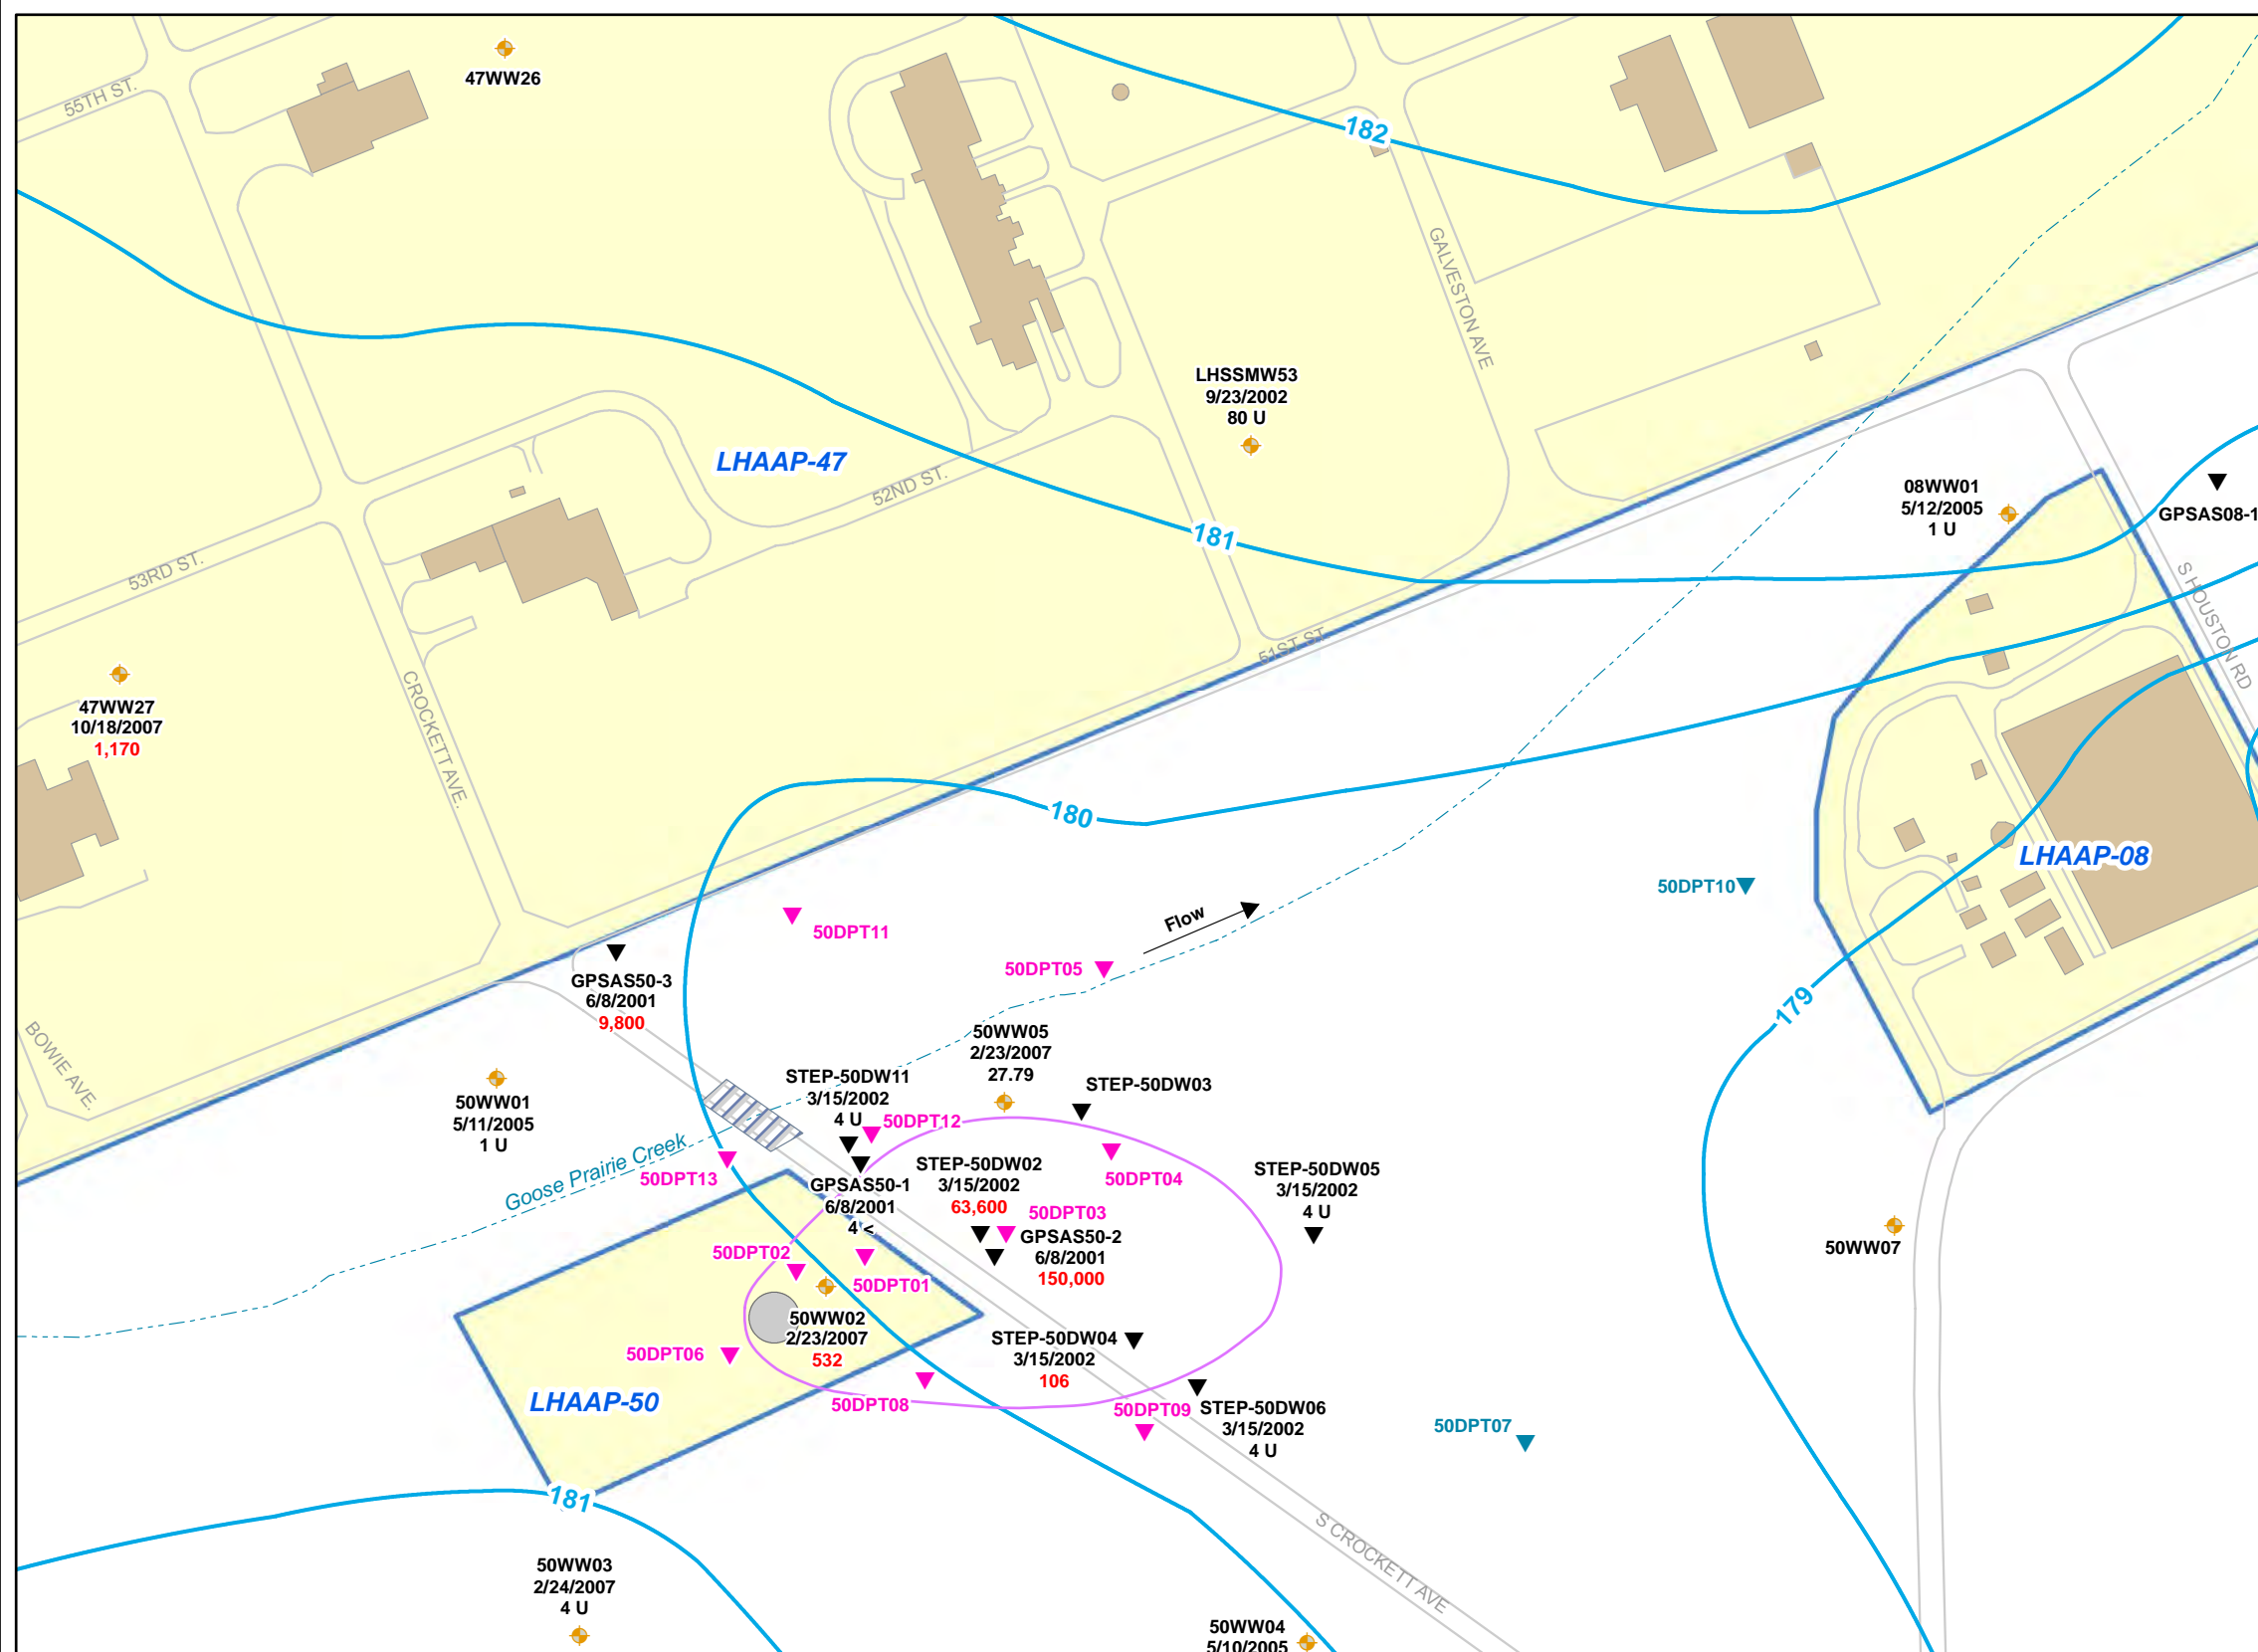 47WW26
55TH ST.
182
GALVESTON AVE
LHSSMW53
9/23/2002
80 U
LHAAP-47
52ND ST.
181
08WW01
5/12/2005
1 U
GPSAS08-1
S HOUSTON RD
53RD ST.
51ST ST.
47WW27
10/18/2007
1,170
CROCKETT AVE.
180
LHAAP-08
50DPT10
50DPT11
Flow
50DPT05
GPSAS50-3
6/8/2001
9,800
179
BOWIE AVE.
50WW05
2/23/2007
27.79
STEP-50DW11
3/15/2002
4 U
STEP-50DW03
50WW01
5/11/2005
1 U
50DPT12
Goose Prairie Creek
50DPT13
GPSAS50-1
6/8/2001
4 <
STEP-50DW02
3/15/2002
63,600
50DPT04
STEP-50DW05
3/15/2002
4 U
50DPT03
GPSAS50-2
6/8/2001
150,000
50WW07
50DPT02
50DPT01
50WW02
2/23/2007
532
STEP-50DW04
3/15/2002
106
50DPT06
LHAAP-50
50DPT08
50DPT09
STEP-50DW06
3/15/2002
4 U
50DPT07
181
S CROCKETT AVE
50WW03
2/24/2007
4 U
50WW04
5/10/2005